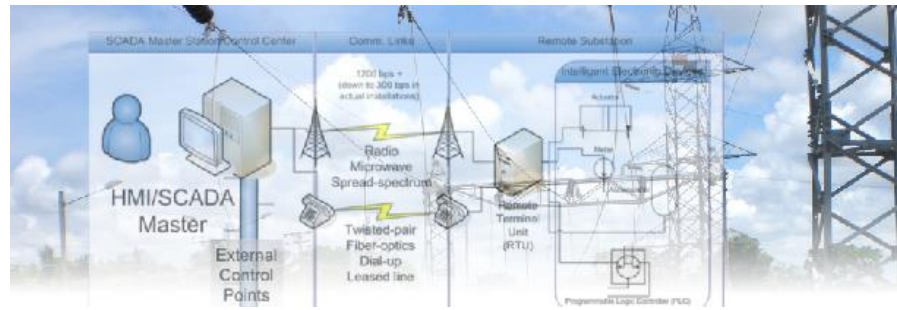 SCADA Master Station/Control Center
Comm. Links
Remote Substation
1200 bps +
(down to 300 bps in
actual installations)
Intelligent Electronic Devices
HMI/SCADA
Master
External
Control
Points
Radio
Microwave
Spread-spectrum
Twisted-pair
Fiber-optics
Dial-up
Leased line
Remote
Terminal
Unit
(RTU)
Meter
Programmable Logic Controller (PLC)